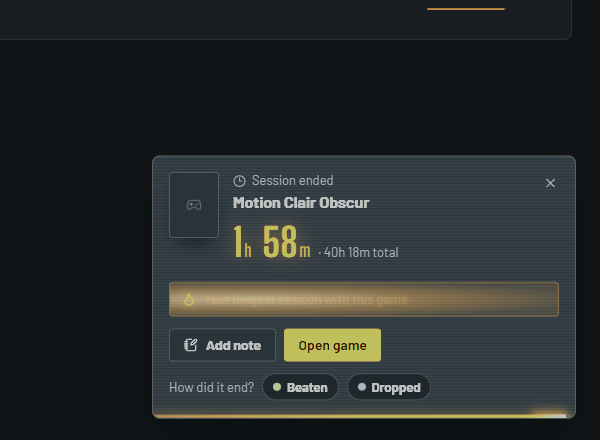 Session ended
Motion Clair Obscur
1h 58m · 40h 18m total
Your longest session with this game
Add note Open game
How did it end? Beaten Dropped